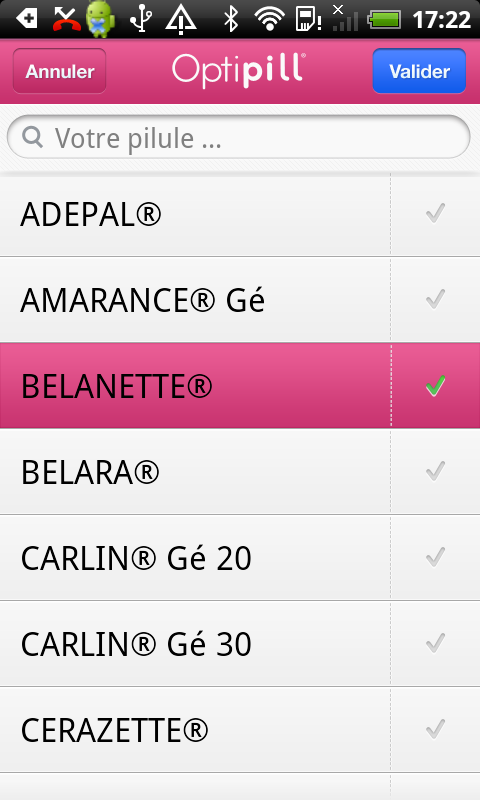 17:22
Annuler
Optipill®
Valider
Votre pilule ...
ADEPAL®
AMARANCE® Gé
BELANETTE®
BELARA®
CARLIN® Gé 20
CARLIN® Gé 30
CERAZETTE®